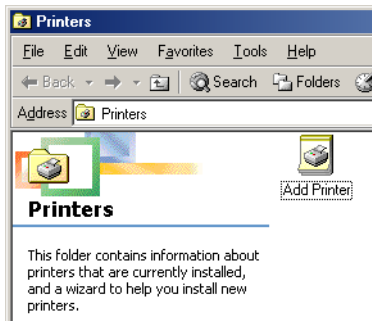 Printers
File Edit View Favorites Tools Help
Back Search Folders
Address Printers
Add Printer
Printers
This folder contains information about
printers that are currently installed,
and a wizard to help you install new
printers.